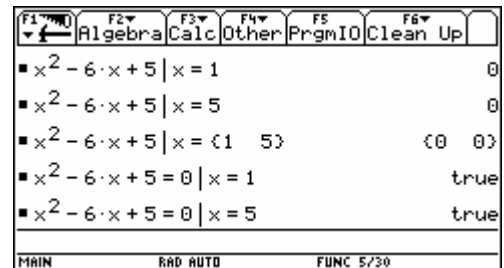 F1 F2 F3 F4 F5 F6
Algebra Calc Other PrgmIO Clean Up
▪ x² - 6·x + 5 | x = 1 0
▪ x² - 6·x + 5 | x = 5 0
▪ x² - 6·x + 5 | x = {1 5} {0 0}
▪ x² - 6·x + 5 = 0 | x = 1 true
▪ x² - 6·x + 5 = 0 | x = 5 true
MAIN RAD AUTO FUNC 5/30